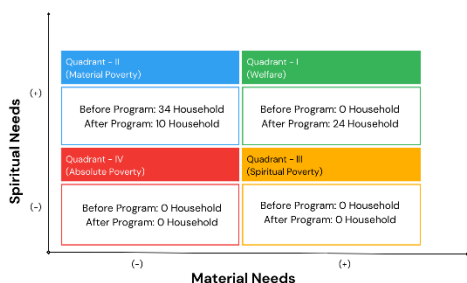 Quadrant - II
(Material Poverty)
Quadrant - I
(Welfare)
(+)
Before Program: 34 Household
After Program: 10 Household
Before Program: 0 Household
After Program: 24 Household
Spiritual Needs
Quadrant - IV
(Absolute Poverty)
Quadrant - III
(Spiritual Poverty)
(-)
Before Program: 0 Household
After Program: 0 Household
Before Program: 0 Household
After Program: 0 Household
(-)
(+)
Material Needs